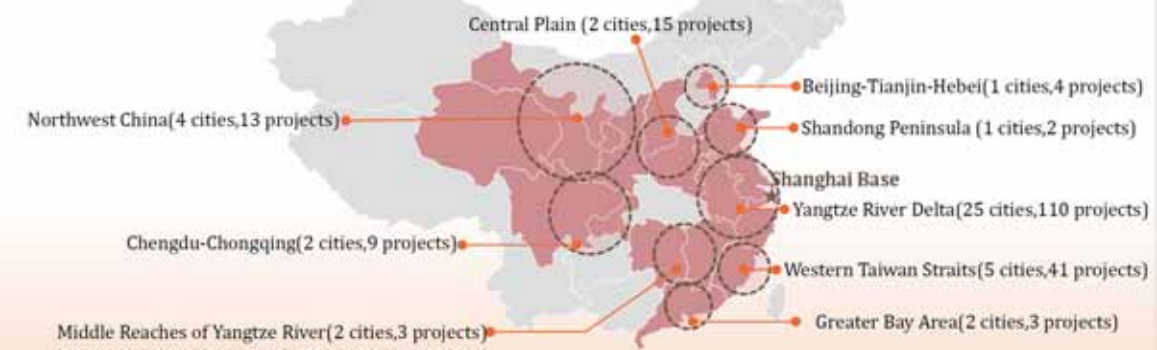 Central Plain (2 cities,15 projects)
Beijing-Tianjin-Hebei(1 cities,4 projects)
Northwest China(4 cities,13 projects)
Shandong Peninsula (1 cities,2 projects)
Shanghai Base
Yangtze River Delta(25 cities,110 projects)
Chengdu-Chongqing(2 cities,9 projects)
Western Taiwan Straits(5 cities,41 projects)
Greater Bay Area(2 cities,3 projects)
Middle Reaches of Yangtze River(2 cities,3 projects)